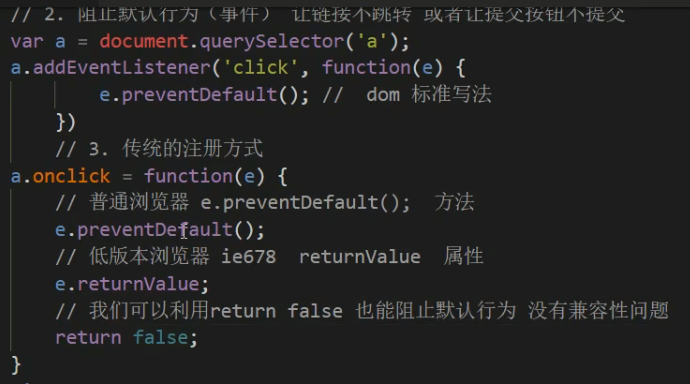 // 2. 阻止默认行为（事件） 让链接不跳转 或者让提交按钮不提交
var a = document.querySelector('a');
a.addEventListener('click', function(e) {
e.preventDefault(); //  dom 标准写法
})
// 3. 传统的注册方式
a.onclick = function(e) {
// 普通浏览器 e.preventDefault();  方法
e.preventDefault();
// 低版本浏览器 ie678  returnValue  属性
e.returnValue;
// 我们可以利用return false 也能阻止默认行为 没有兼容性问题
return false;
}